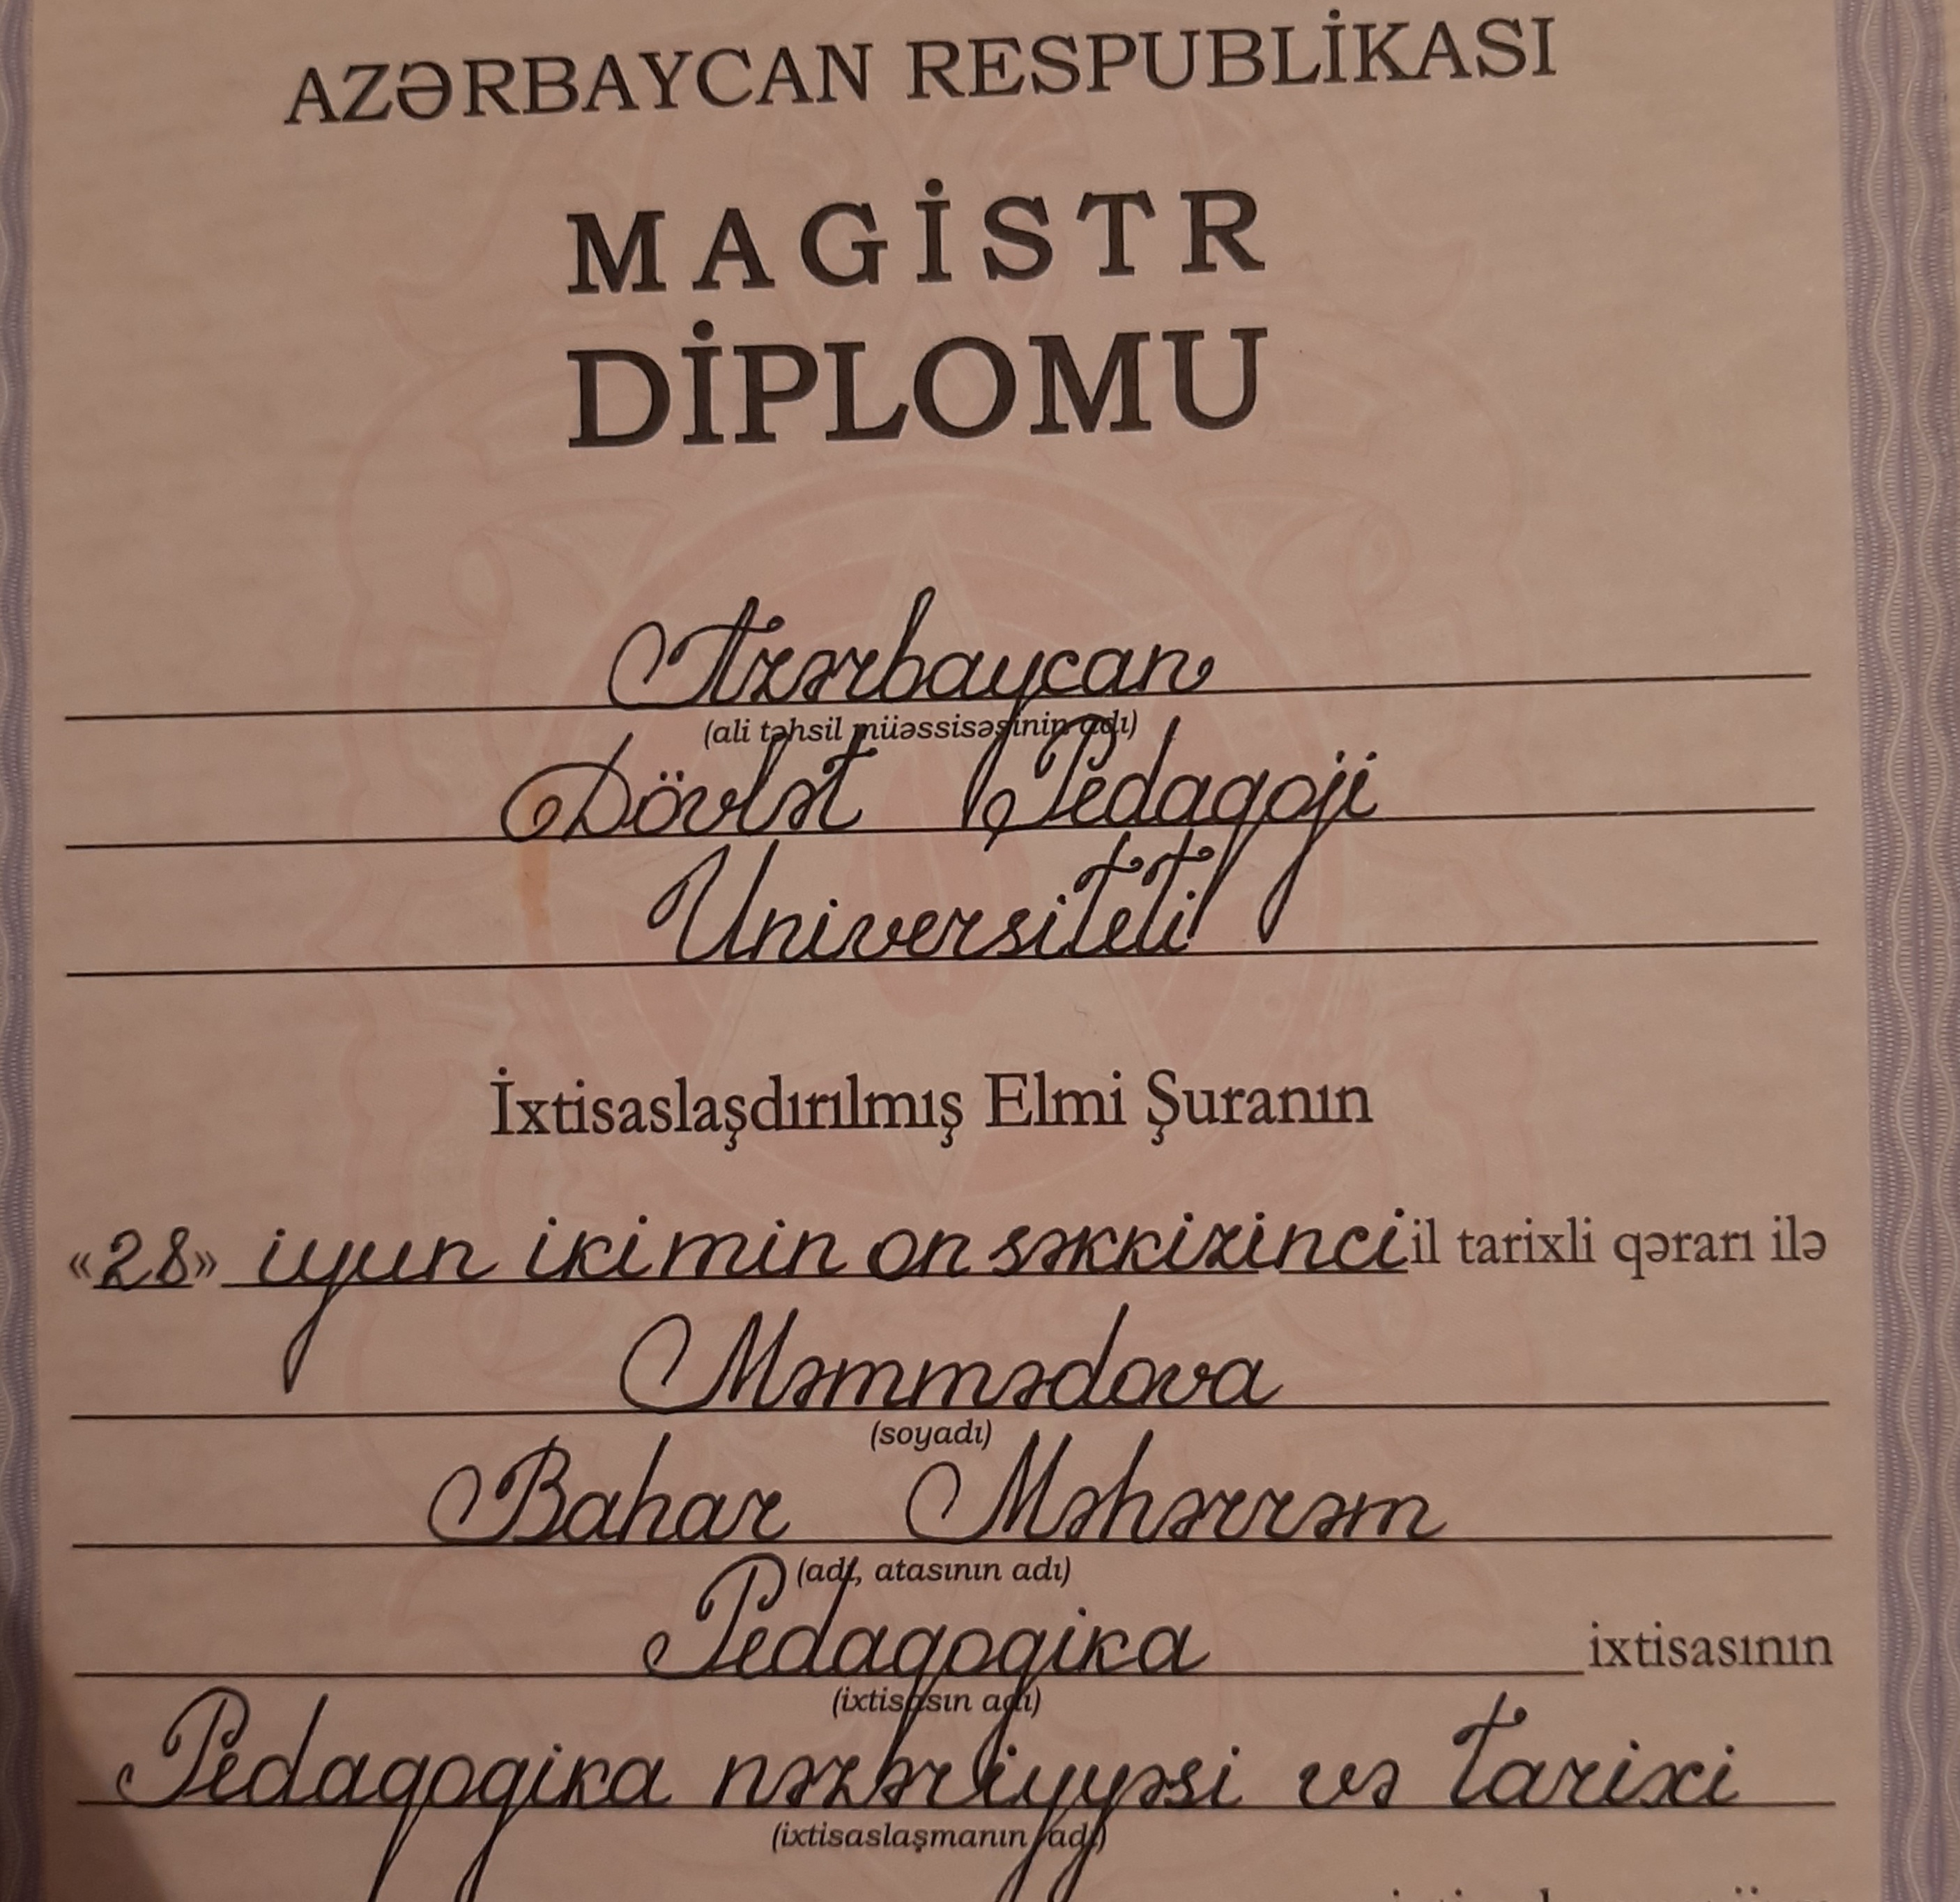 AZƏRBAYCAN RESPUBLİKASI
MAGİSTR
DİPLOMU
Azərbaycan
(ali təhsil müəssisəsinin adı)
Dövlət Pedaqoji
Universiteti
İxtisaslaşdırılmış Elmi Şuranın
«28» iyun iki min on səkkizinci il tarixli qərarı ilə
Məmmədova
(soyadı)
Bahar Məhərrəm
(adı, atasının adı)
Pedaqogika ixtisasının
(ixtisasın adı)
Pedaqogika nəzəriyyəsi və tarixi
(ixtisaslaşmanın adı)